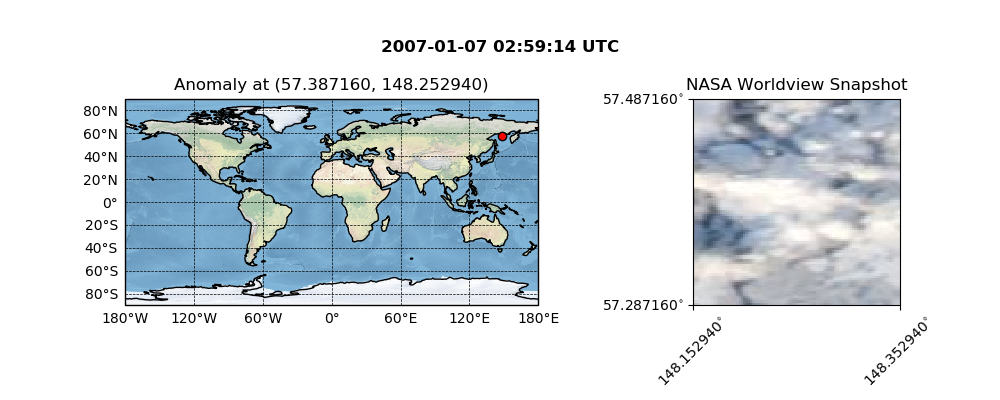 2007-01-07 02:59:14 UTC
Anomaly at (57.387160, 148.252940)
NASA Worldview Snapshot
80°N
60°N
40°N
20°N
0°
20°S
40°S
60°S
80°S
180°W 120°W 60°W 0° 60°E 120°E 180°E
57.487160°
57.287160°
148.152940°
148.352940°